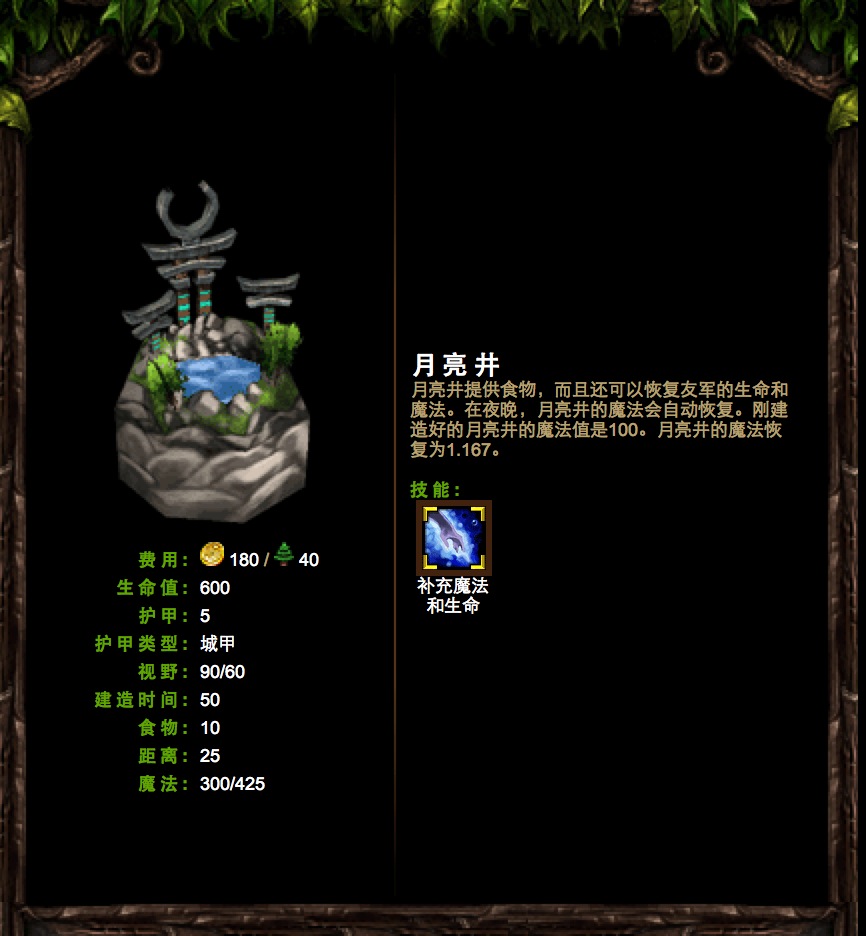 费用： 180 / 40
生命值： 600
护甲： 5
护甲类型： 城甲
视野： 90/60
建造时间： 50
食物： 10
距离： 25
魔法： 300/425
月亮井
月亮井提供食物，而且还可以恢复友军的生命和
魔法。在夜晚，月亮井的魔法会自动恢复。刚建
造好的月亮井的魔法值是100。月亮井的魔法恢
复为1.167。
技能：
补充魔法
和生命